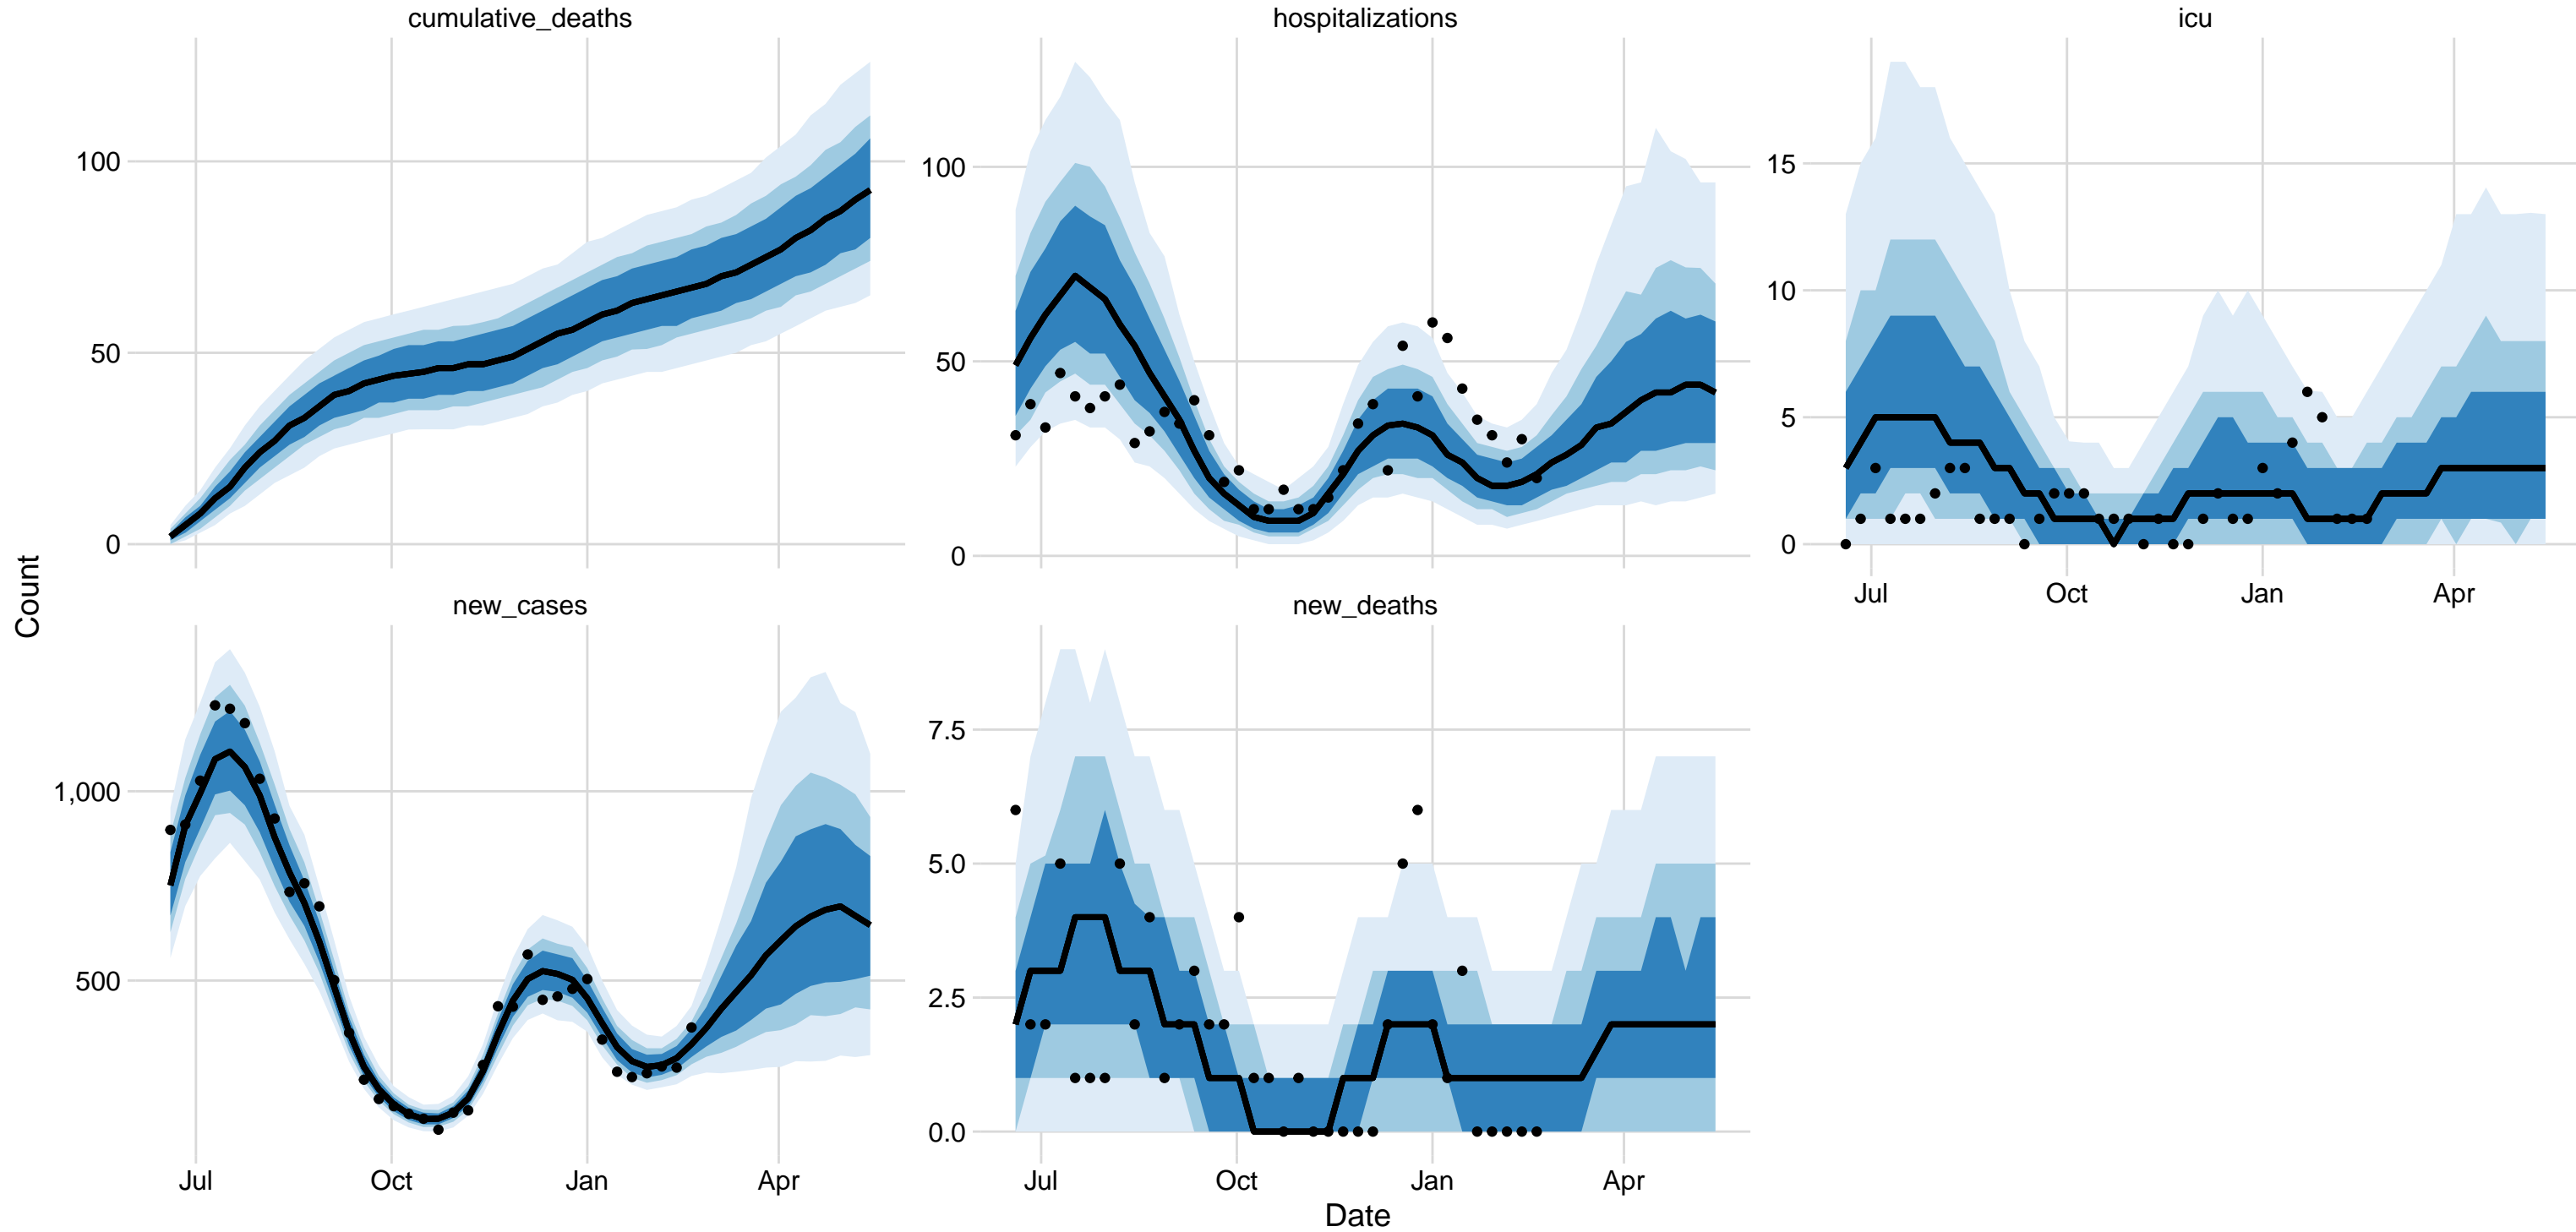 cumulative_deaths
hospitalizations
icu
100
50
0
100
50
0
15
10
5
0
Jul Oct Jan Apr
Count
new_cases
new_deaths
1,000
500
7.5
5.0
2.5
0.0
Jul Oct Jan Apr
Jul Oct Jan Apr
Date